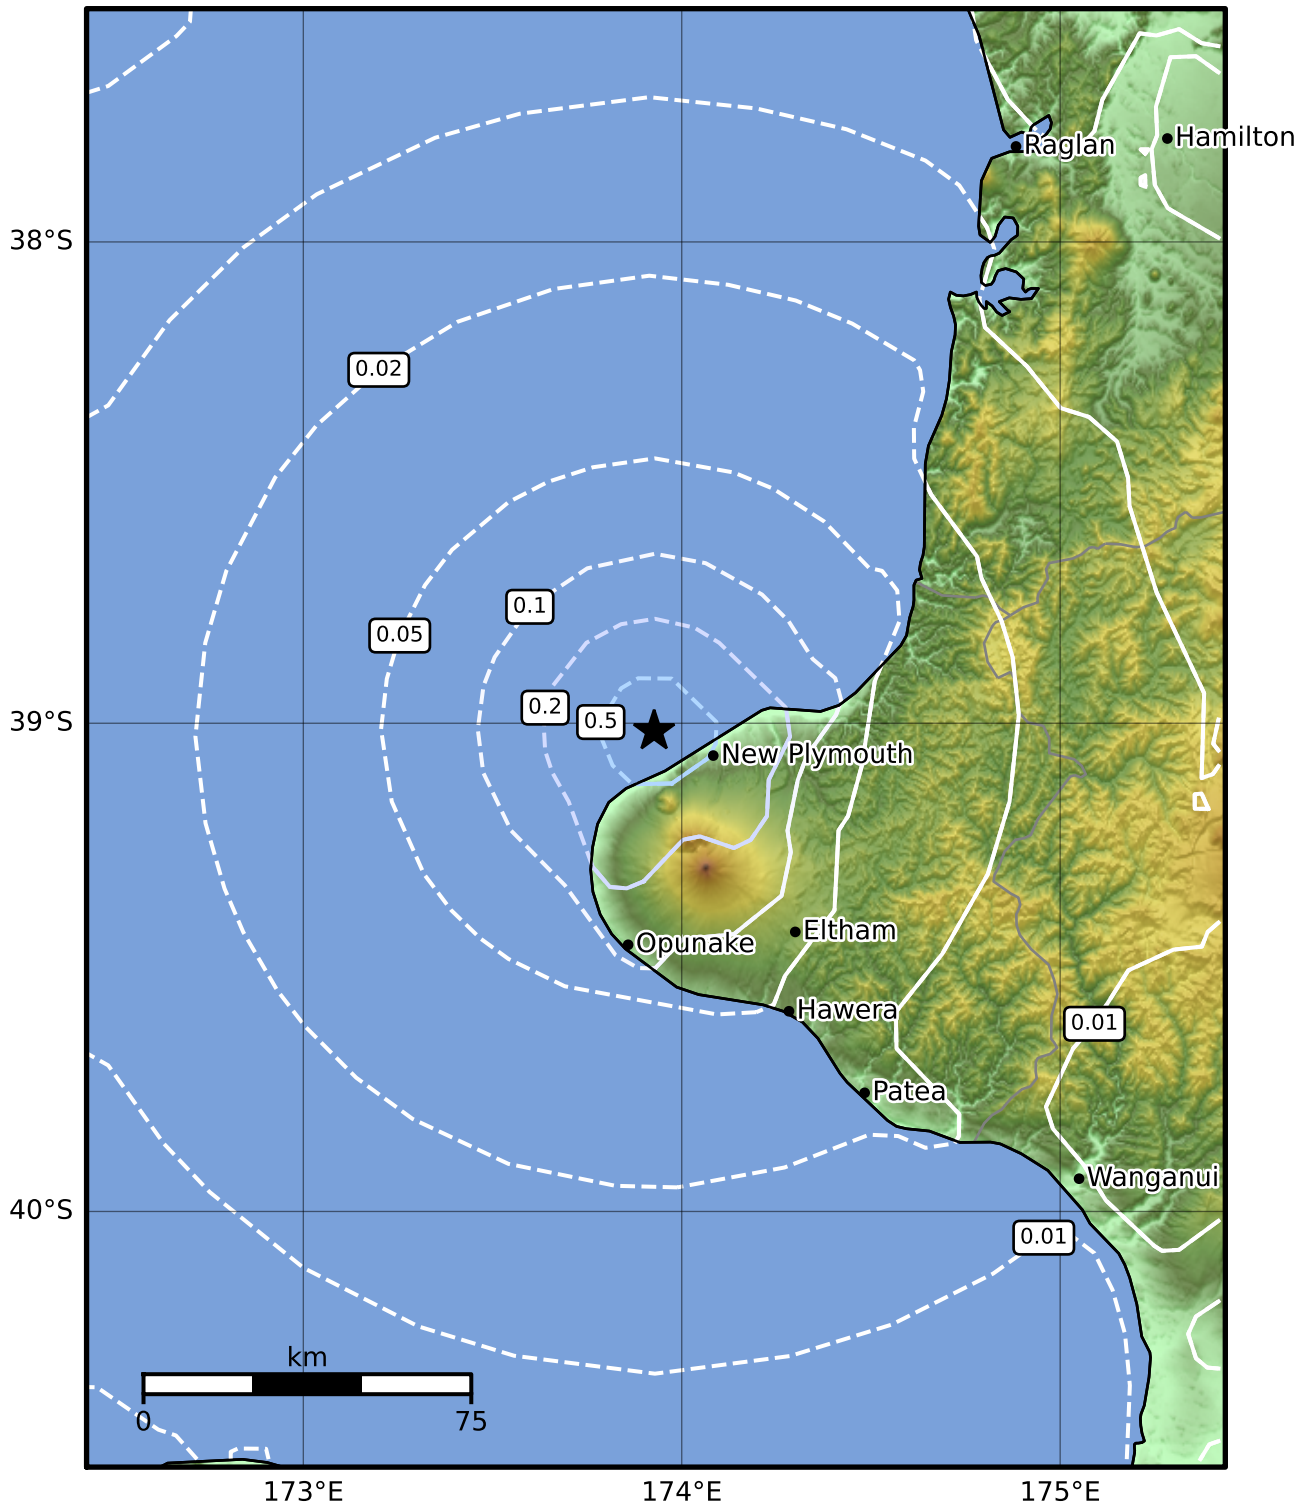 Hamilton
Raglan
38°S
0.02
0.1
0.05
0.2
0.5
39°S
New Plymouth
Eltham
Opunake
Hawera
0.01
Patea
Wanganui
40°S
0.01
km
0
75
173°E
174°E
175°E